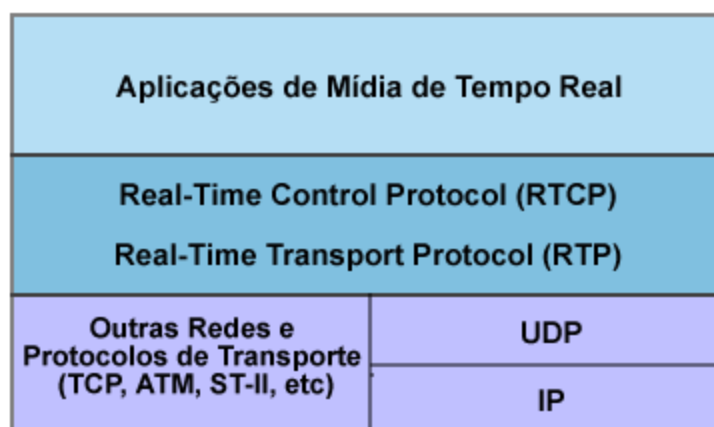 Aplicações de Mídia de Tempo Real
Real-Time Control Protocol (RTCP)
Real-Time Transport Protocol (RTP)
Outras Redes e
Protocolos de Transporte
(TCP, ATM, ST-II, etc)
UDP
IP